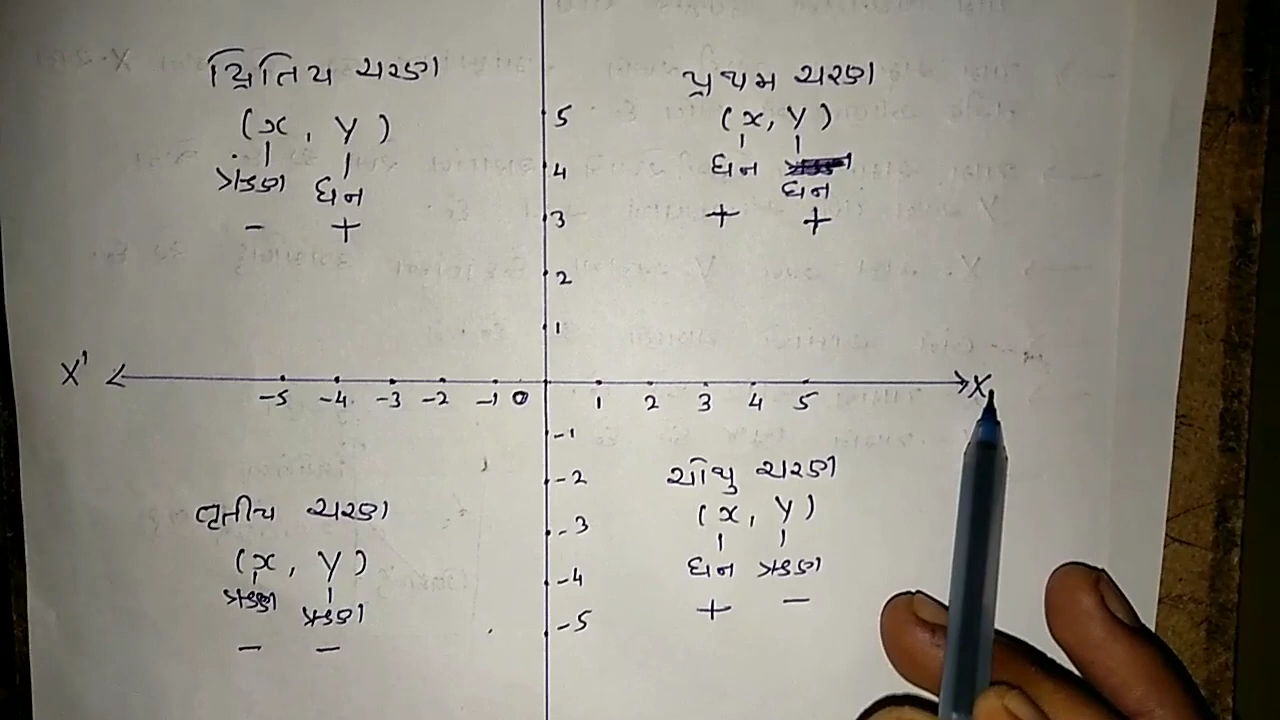 દ્વિતિય ચરણ
(x, y)
ઋણ ધન
- +
પ્રથમ ચરણ
(x, y)
ધન
ધન
+ +
5
4
3
2
1
X' X
-5 -4 -3 -2 -1 0 1 2 3 4 5
-1
-2
-3
-4
-5
તૃતીય ચરણ
(x, y)
ઋણ ઋણ
- -
ચોથુ ચરણ
(x, y)
ધન ઋણ
+ -